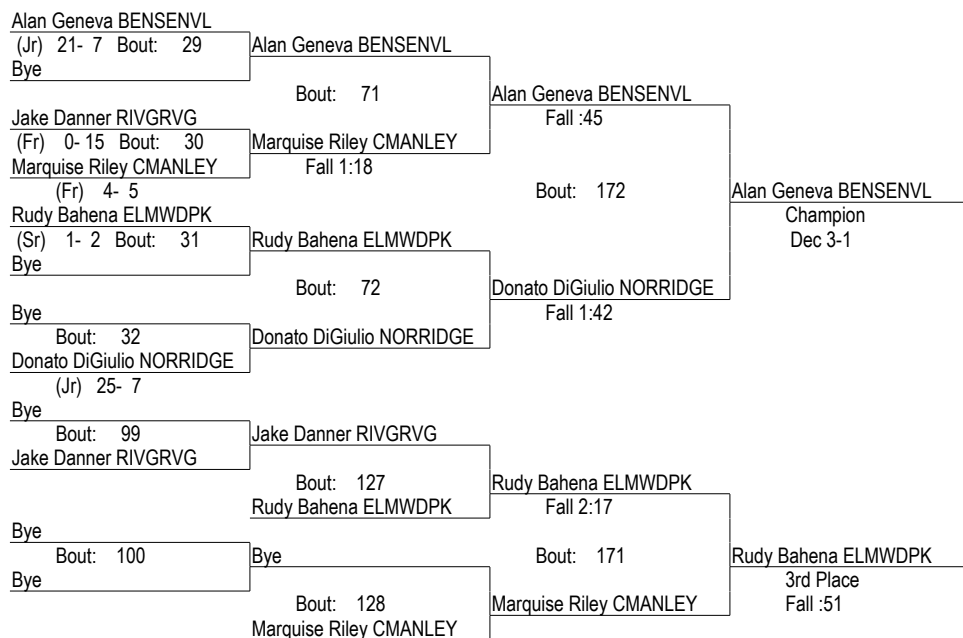 Alan Geneva BENSENVL
(Jr) 21- 7 Bout: 29
Alan Geneva BENSENVL
Bye
Bout: 71
Alan Geneva BENSENVL
Jake Danner RIVGRVG
Fall :45
(Fr) 0- 15 Bout: 30
Marquise Riley CMANLEY
Marquise Riley CMANLEY
Fall 1:18
(Fr) 4- 5
Bout: 172
Alan Geneva BENSENVL
Rudy Bahena ELMWDPK
Champion
(Sr) 1- 2 Bout: 31
Rudy Bahena ELMWDPK
Dec 3-1
Bye
Bout: 72
Donato DiGiulio NORRIDGE
Bye
Fall 1:42
Bout: 32
Donato DiGiulio NORRIDGE
Donato DiGiulio NORRIDGE
(Jr) 25- 7
Bye
Bout: 99
Jake Danner RIVGRVG
Jake Danner RIVGRVG
Bout: 127
Rudy Bahena ELMWDPK
Rudy Bahena ELMWDPK
Fall 2:17
Bye
Bout: 100
Bye
Bout: 171
Rudy Bahena ELMWDPK
Bye
3rd Place
Bout: 128
Marquise Riley CMANLEY
Fall :51
Marquise Riley CMANLEY